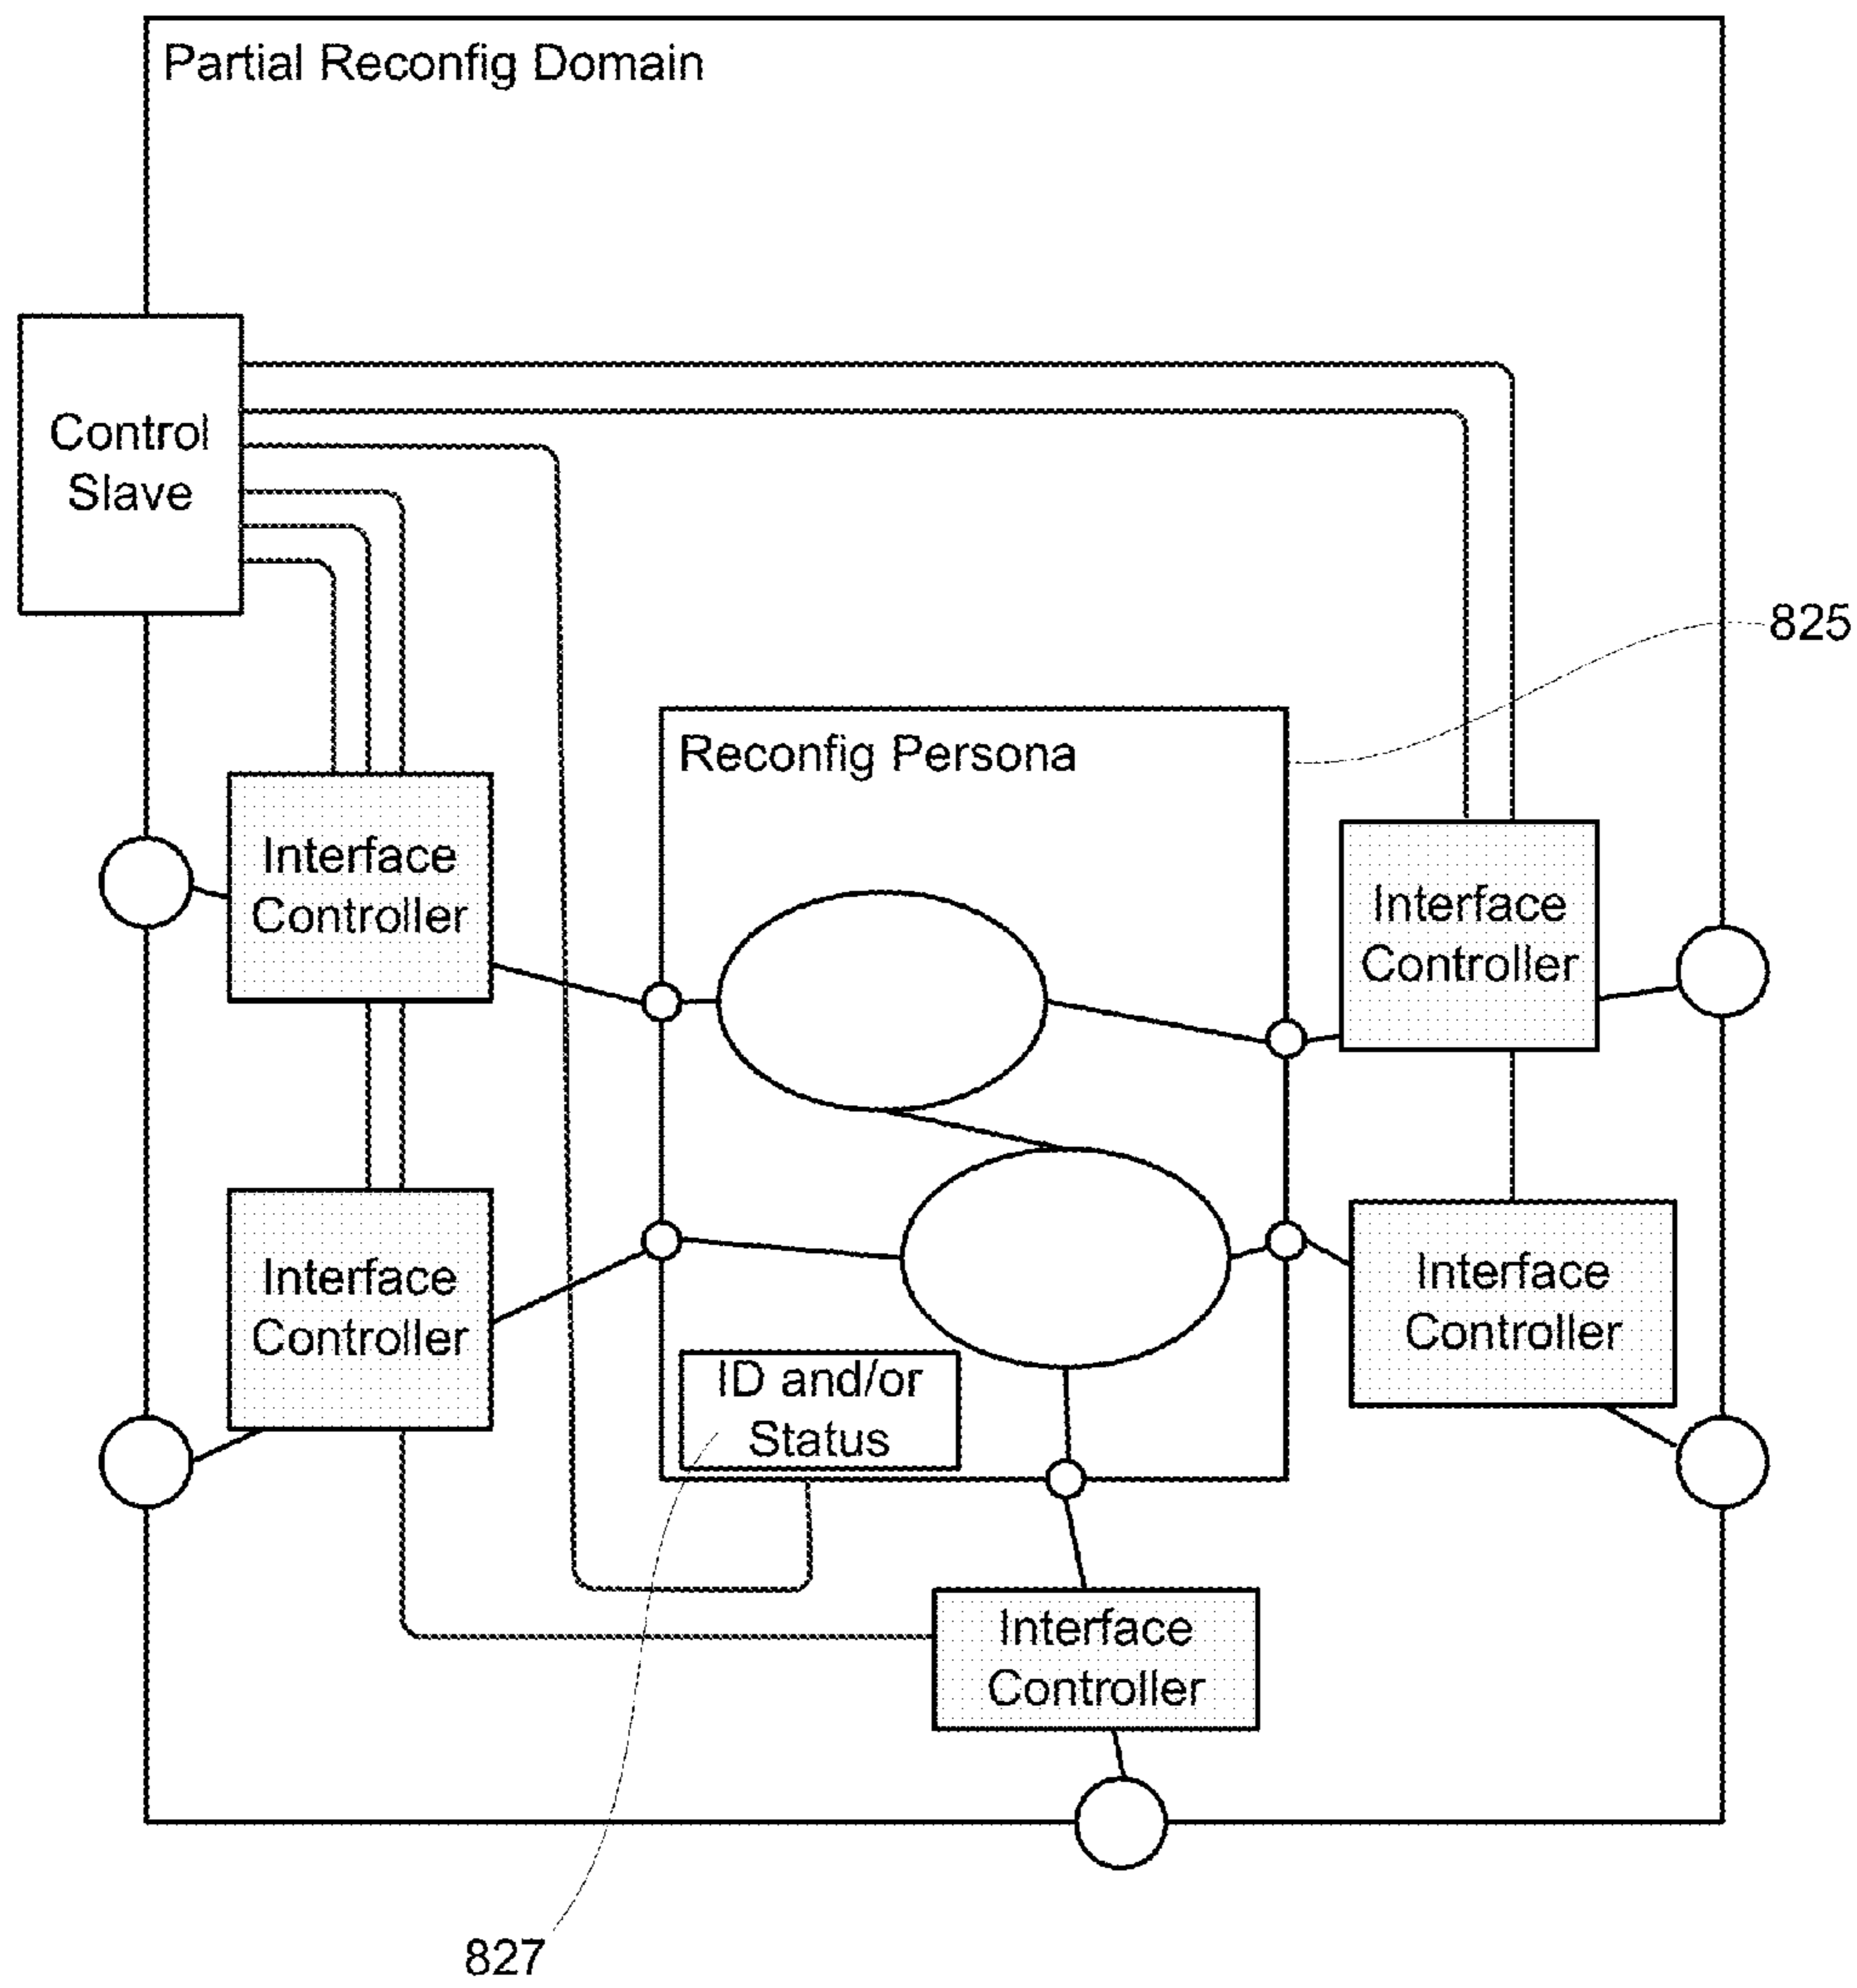 Partial Reconfig Domain
Control
Slave
825
Reconfig Persona
Interface
Controller
Interface
Controller
Interface
Controller
Interface
Controller
ID and/or
Status
Interface
Controller
827